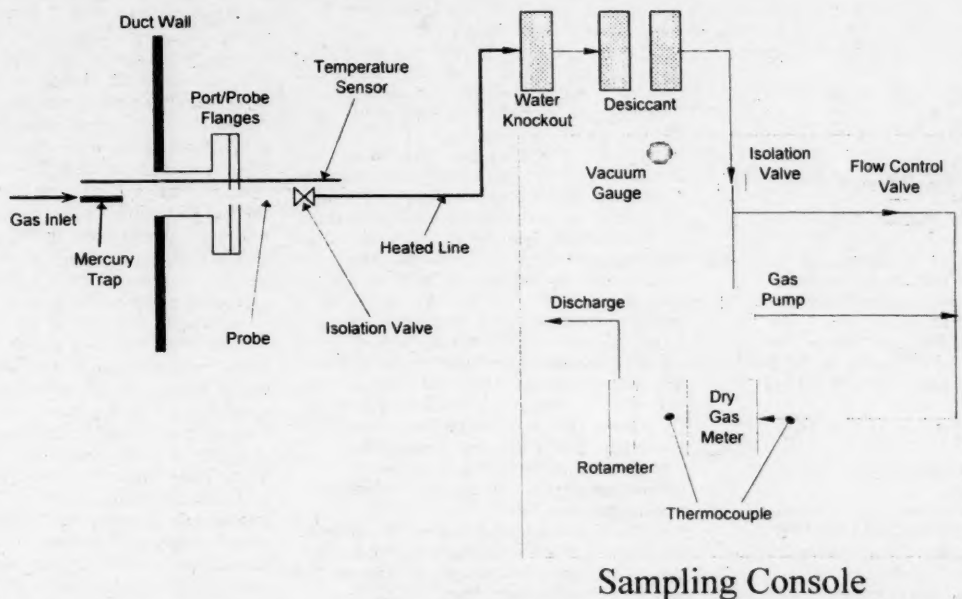 Duct Wall
Port/Probe
Flanges
Temperature
Sensor
Water
Knockout
Desiccant
Vacuum
Gauge
Isolation
Valve
Flow Control
Valve
Gas Inlet
Mercury
Trap
Probe
Isolation Valve
Heated Line
Gas
Pump
Discharge
Dry
Gas
Meter
Rotameter
Thermocouple
Sampling Console